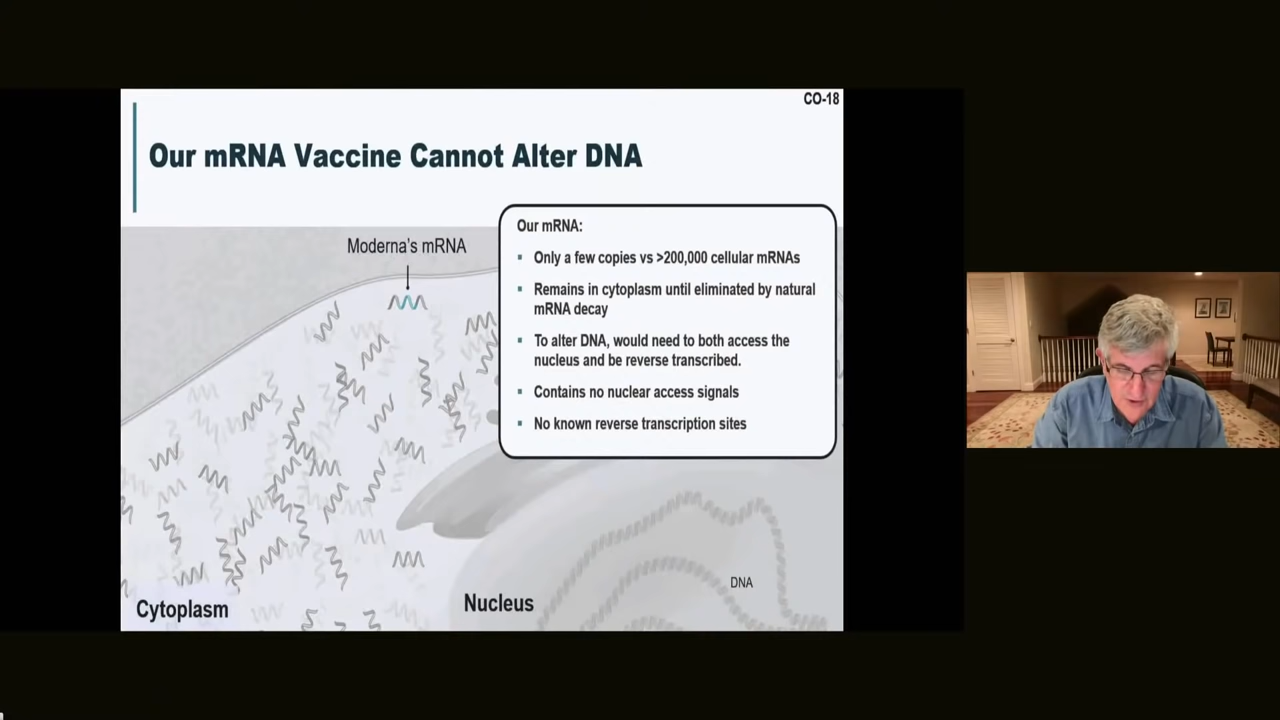 CO-18
Our mRNA Vaccine Cannot Alter DNA
Moderna's mRNA
Our mRNA:
▪ Only a few copies vs >200,000 cellular mRNAs
▪ Remains in cytoplasm until eliminated by natural
mRNA decay
▪ To alter DNA, would need to both access the
nucleus and be reverse transcribed.
▪ Contains no nuclear access signals
▪ No known reverse transcription sites
DNA
Cytoplasm
Nucleus